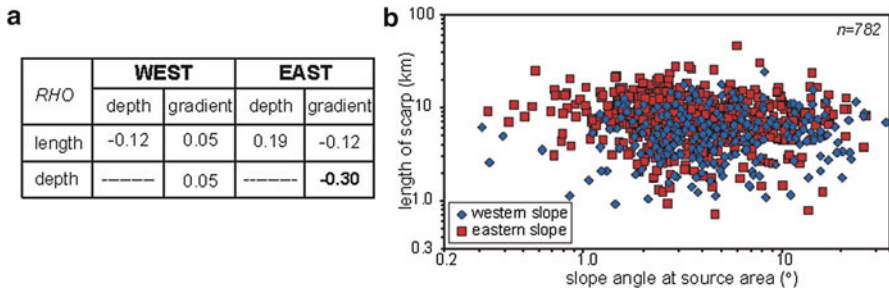 a
RHO WEST EAST
depth gradient depth gradient
length -0.12 0.05 0.19 -0.12
depth ------- 0.05 ------- -0.30
b
n=782
length of scarp (km)
100
10
1.0
0.3
western slope
eastern slope
0.2 1.0 10
slope angle at source area (°)